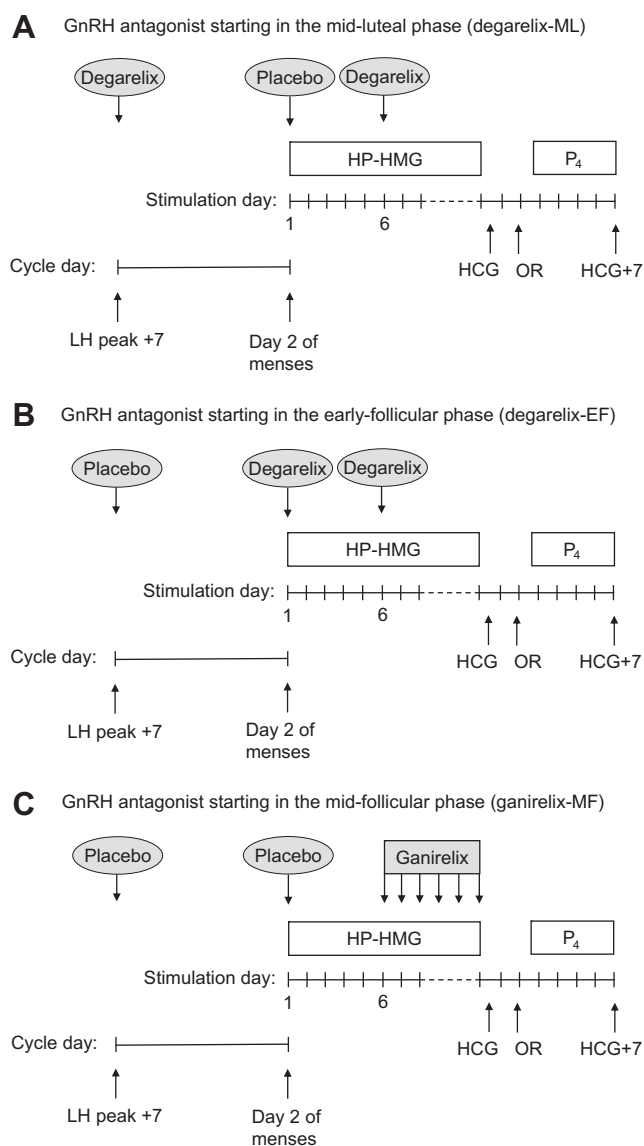 A GnRH antagonist starting in the mid-luteal phase (degarelix-ML)
Degarelix Placebo Degarelix
HP-HMG P₄
Stimulation day:
1 6
HCG OR HCG+7
Cycle day:
LH peak +7 Day 2 of
menses
B GnRH antagonist starting in the early-follicular phase (degarelix-EF)
Placebo Degarelix Degarelix
HP-HMG P₄
Stimulation day:
1 6
HCG OR HCG+7
Cycle day:
LH peak +7 Day 2 of
menses
C GnRH antagonist starting in the mid-follicular phase (ganirelix-MF)
Placebo Placebo Ganirelix
HP-HMG P₄
Stimulation day:
1 6
HCG OR HCG+7
Cycle day:
LH peak +7 Day 2 of
menses